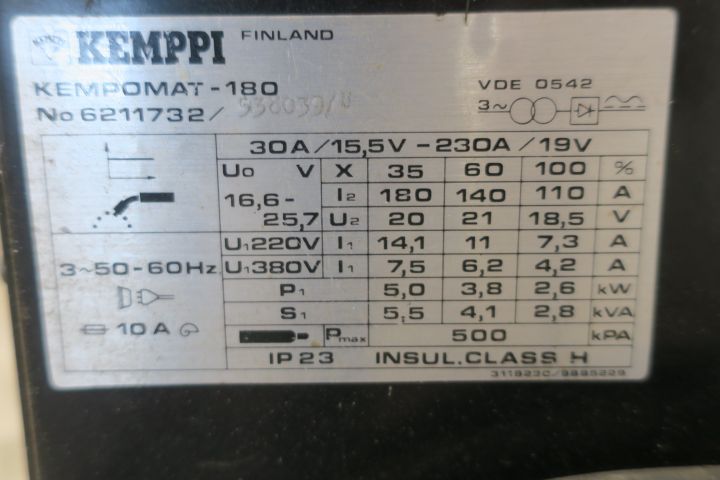 KEMPPI FINLAND
KEMPOMAT-180
VDE 0542
No 6211732/ 938039/U
3~
30A/15,5V-230A/19V
U0 V X 35 60 100 %
16,6-25,7 I2 180 140 110 A
U2 20 21 18,5 V
3~50-60Hz
U1 220V I1 14,1 11 7,3 A
U1 380V I1 7,5 6,2 4,2 A
P1 5,0 3,8 2,6 kW
S1 5,5 4,1 2,8 kVA
10 A
Pmax 500 kPA
IP 23 INSUL.CLASS H